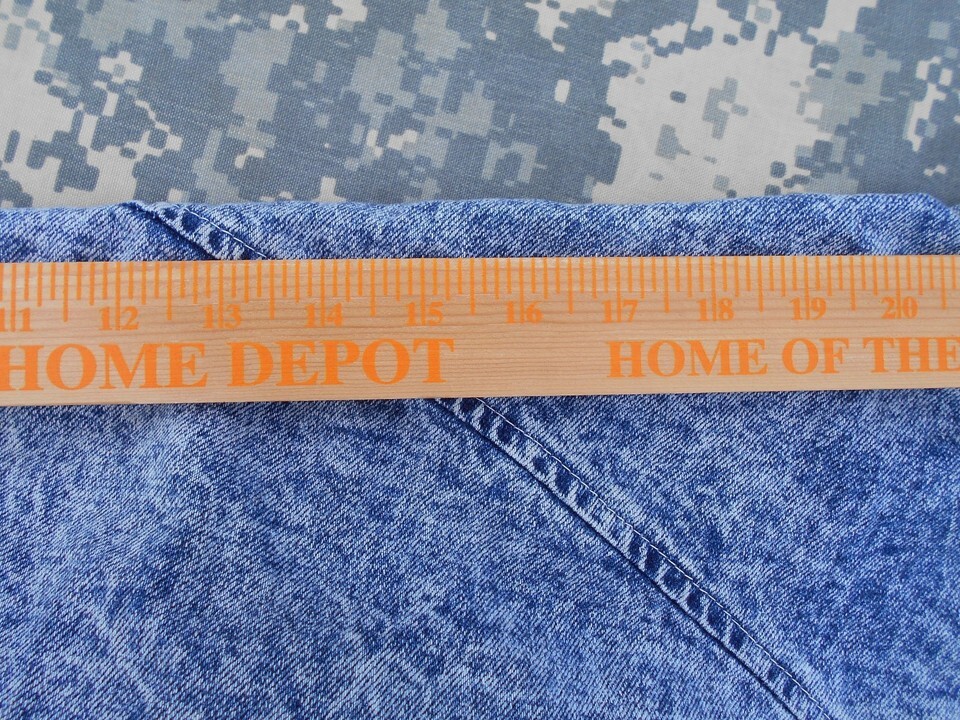 11 12 13 14 15 16 17 18 19 20
HOME DEPOT HOME OF THE